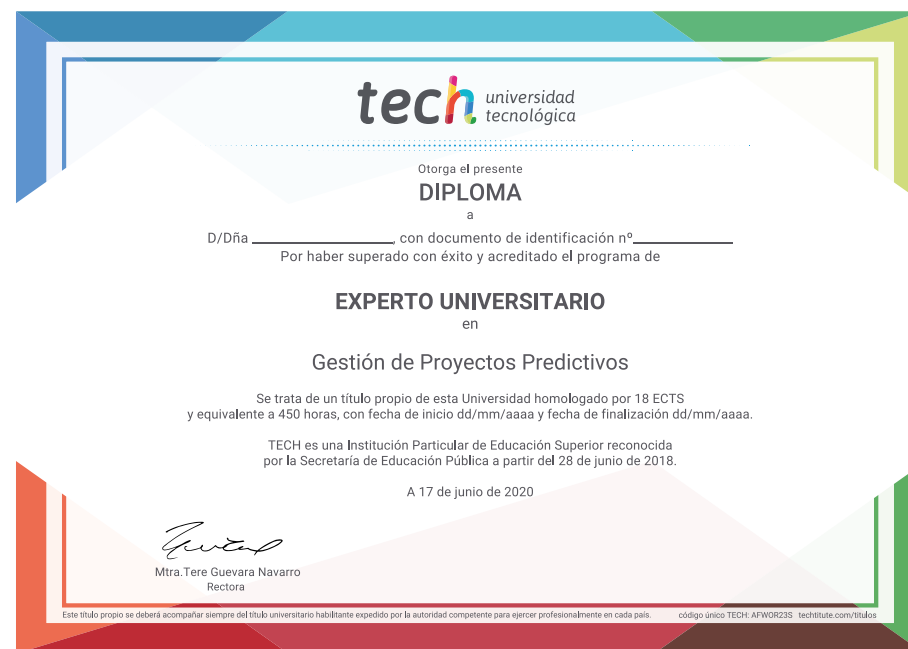 tech universidad
tecnológica
Otorga el presente
DIPLOMA
a
D/Dña ____________________, con documento de identificación nº______________
Por haber superado con éxito y acreditado el programa de
EXPERTO UNIVERSITARIO
en
Gestión de Proyectos Predictivos
Se trata de un título propio de esta Universidad homologado por 18 ECTS
y equivalente a 450 horas, con fecha de inicio dd/mm/aaaa y fecha de finalización dd/mm/aaaa.
TECH es una Institución Particular de Educación Superior reconocida
por la Secretaría de Educación Pública a partir del 28 de junio de 2018.
A 17 de junio de 2020
Mtra.Tere Guevara Navarro
Rectora
Este título propio se deberá acompañar siempre del título universitario habilitante expedido por la autoridad competente para ejercer profesionalmente en cada país. código único TECH: AFWOR23S techtitute.com/titulos